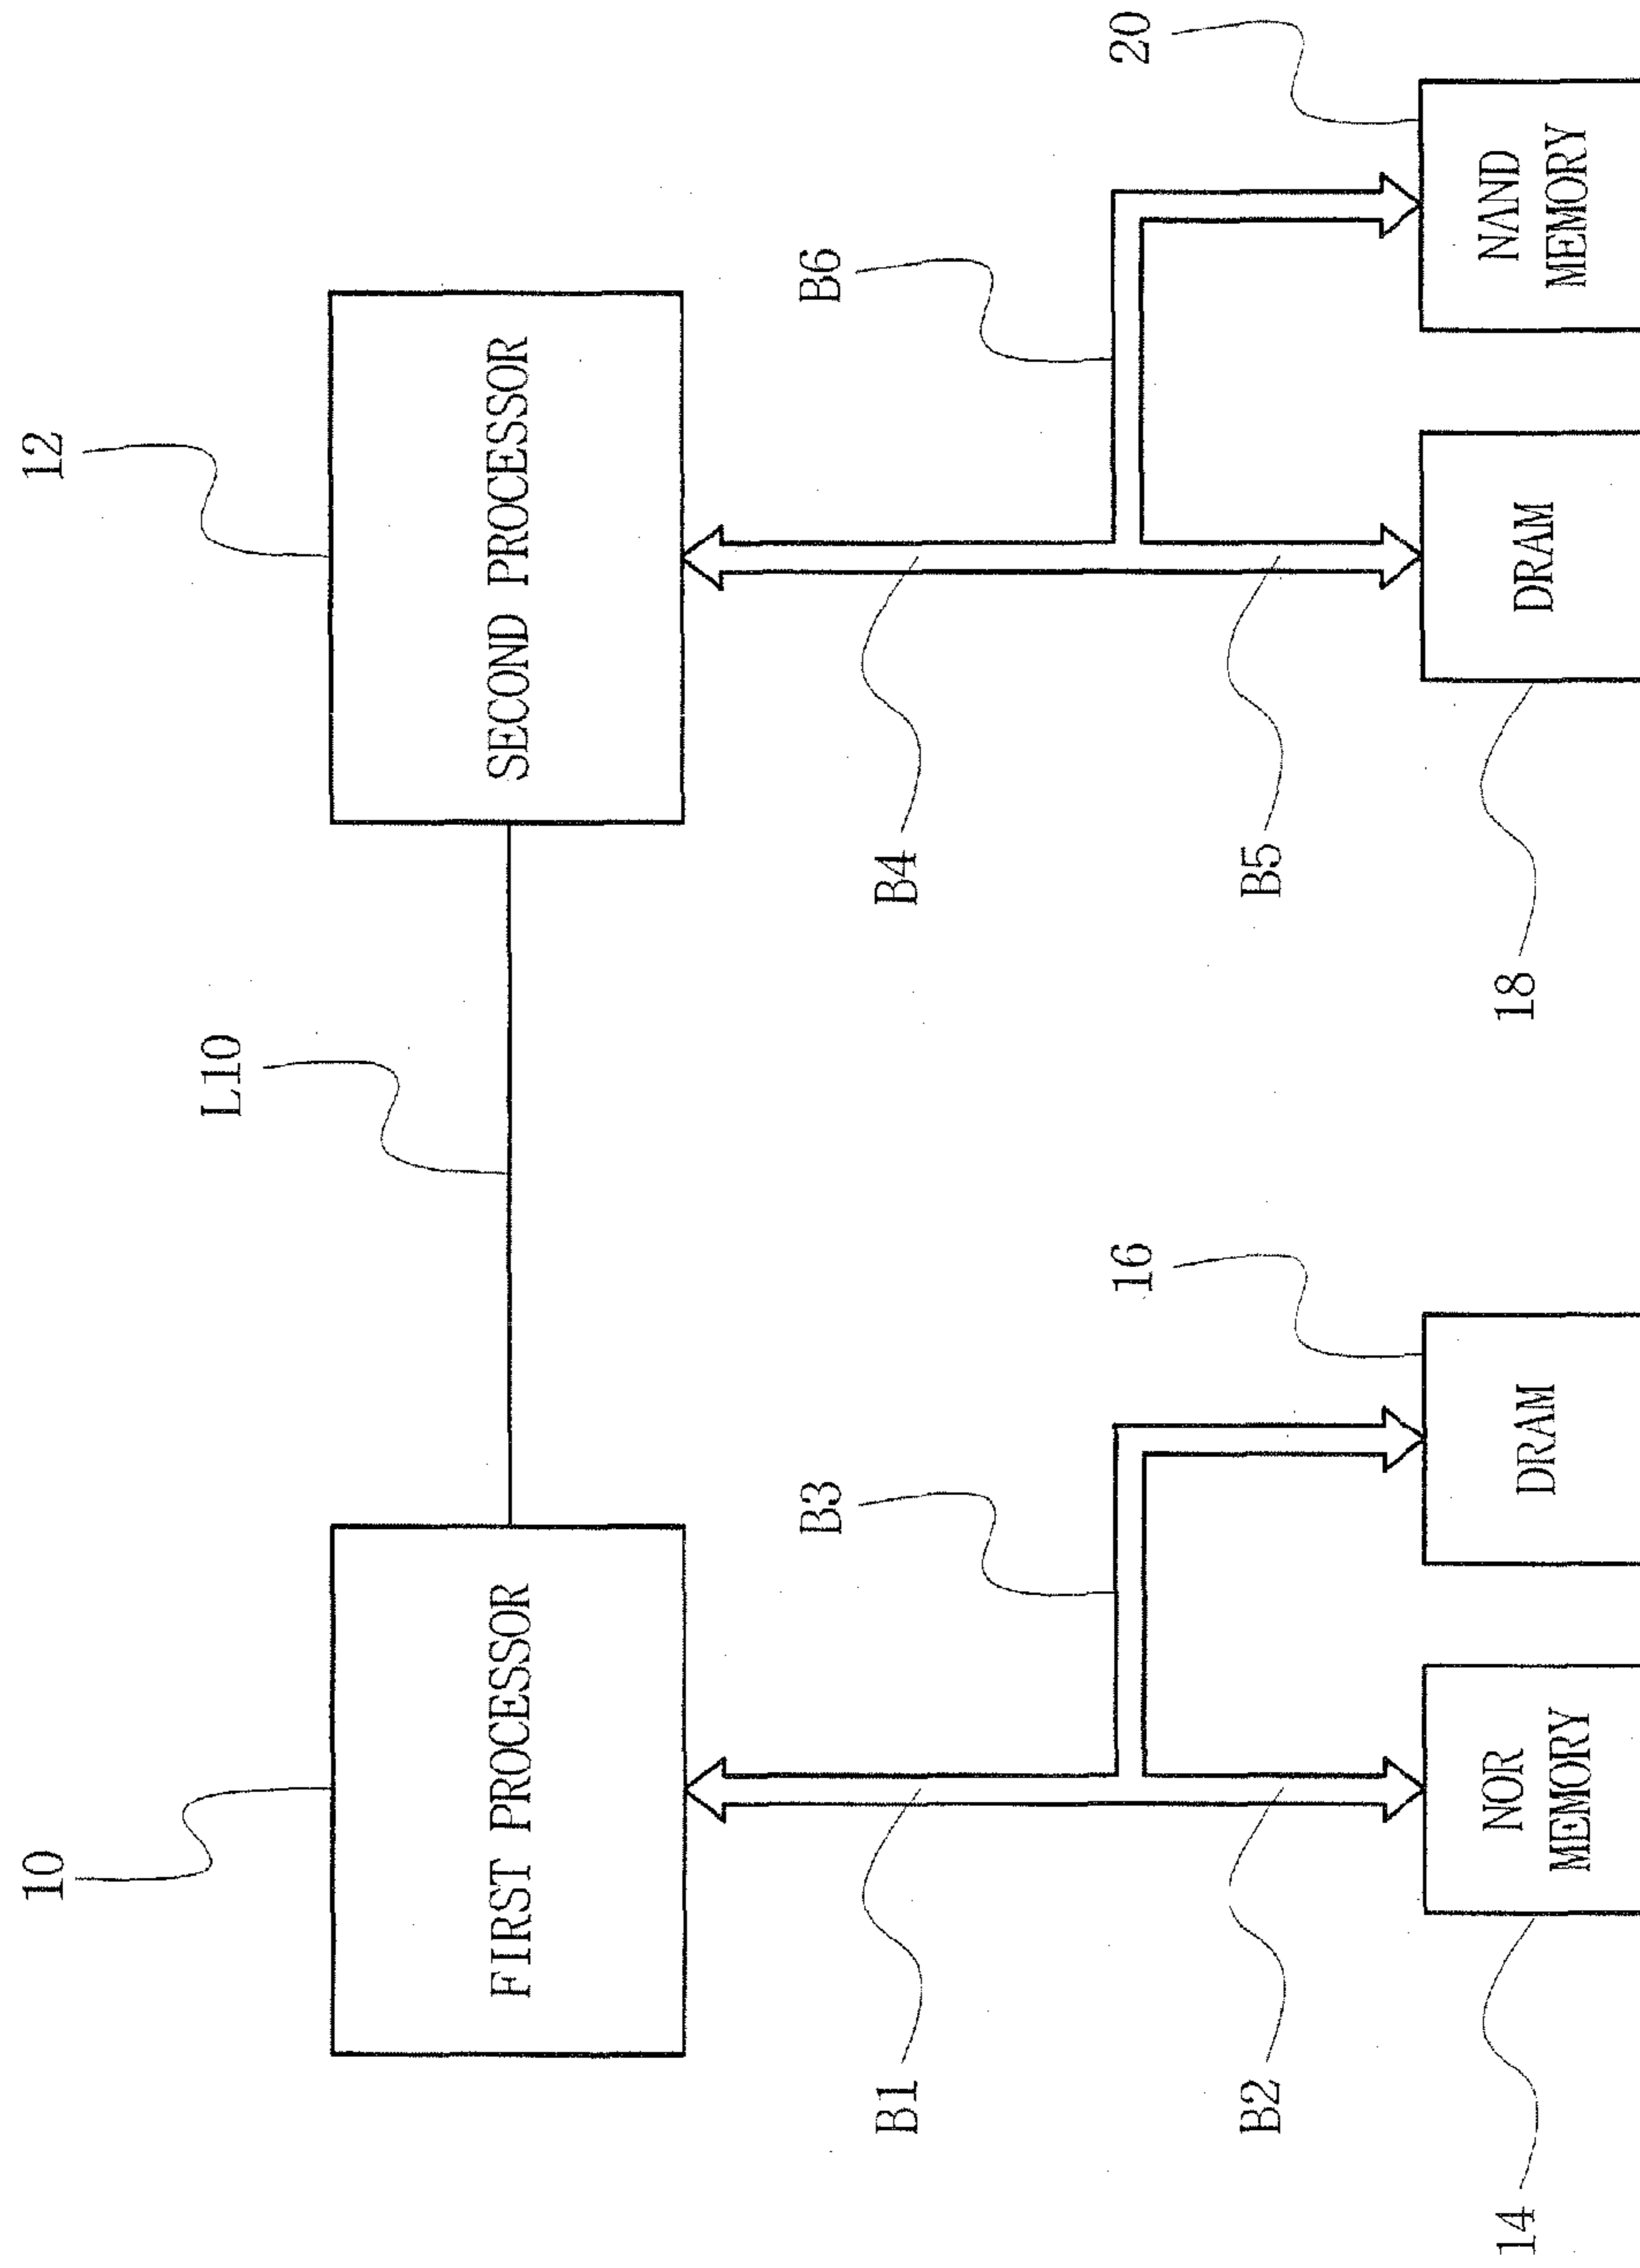 10
12
L10
FIRST PROCESSOR
SECOND PROCESSOR
B3
B6
B1
B4
16
20
B2
B5
14
NOR
MEMORY
DRAM
18
DRAM
NAND
MEMORY